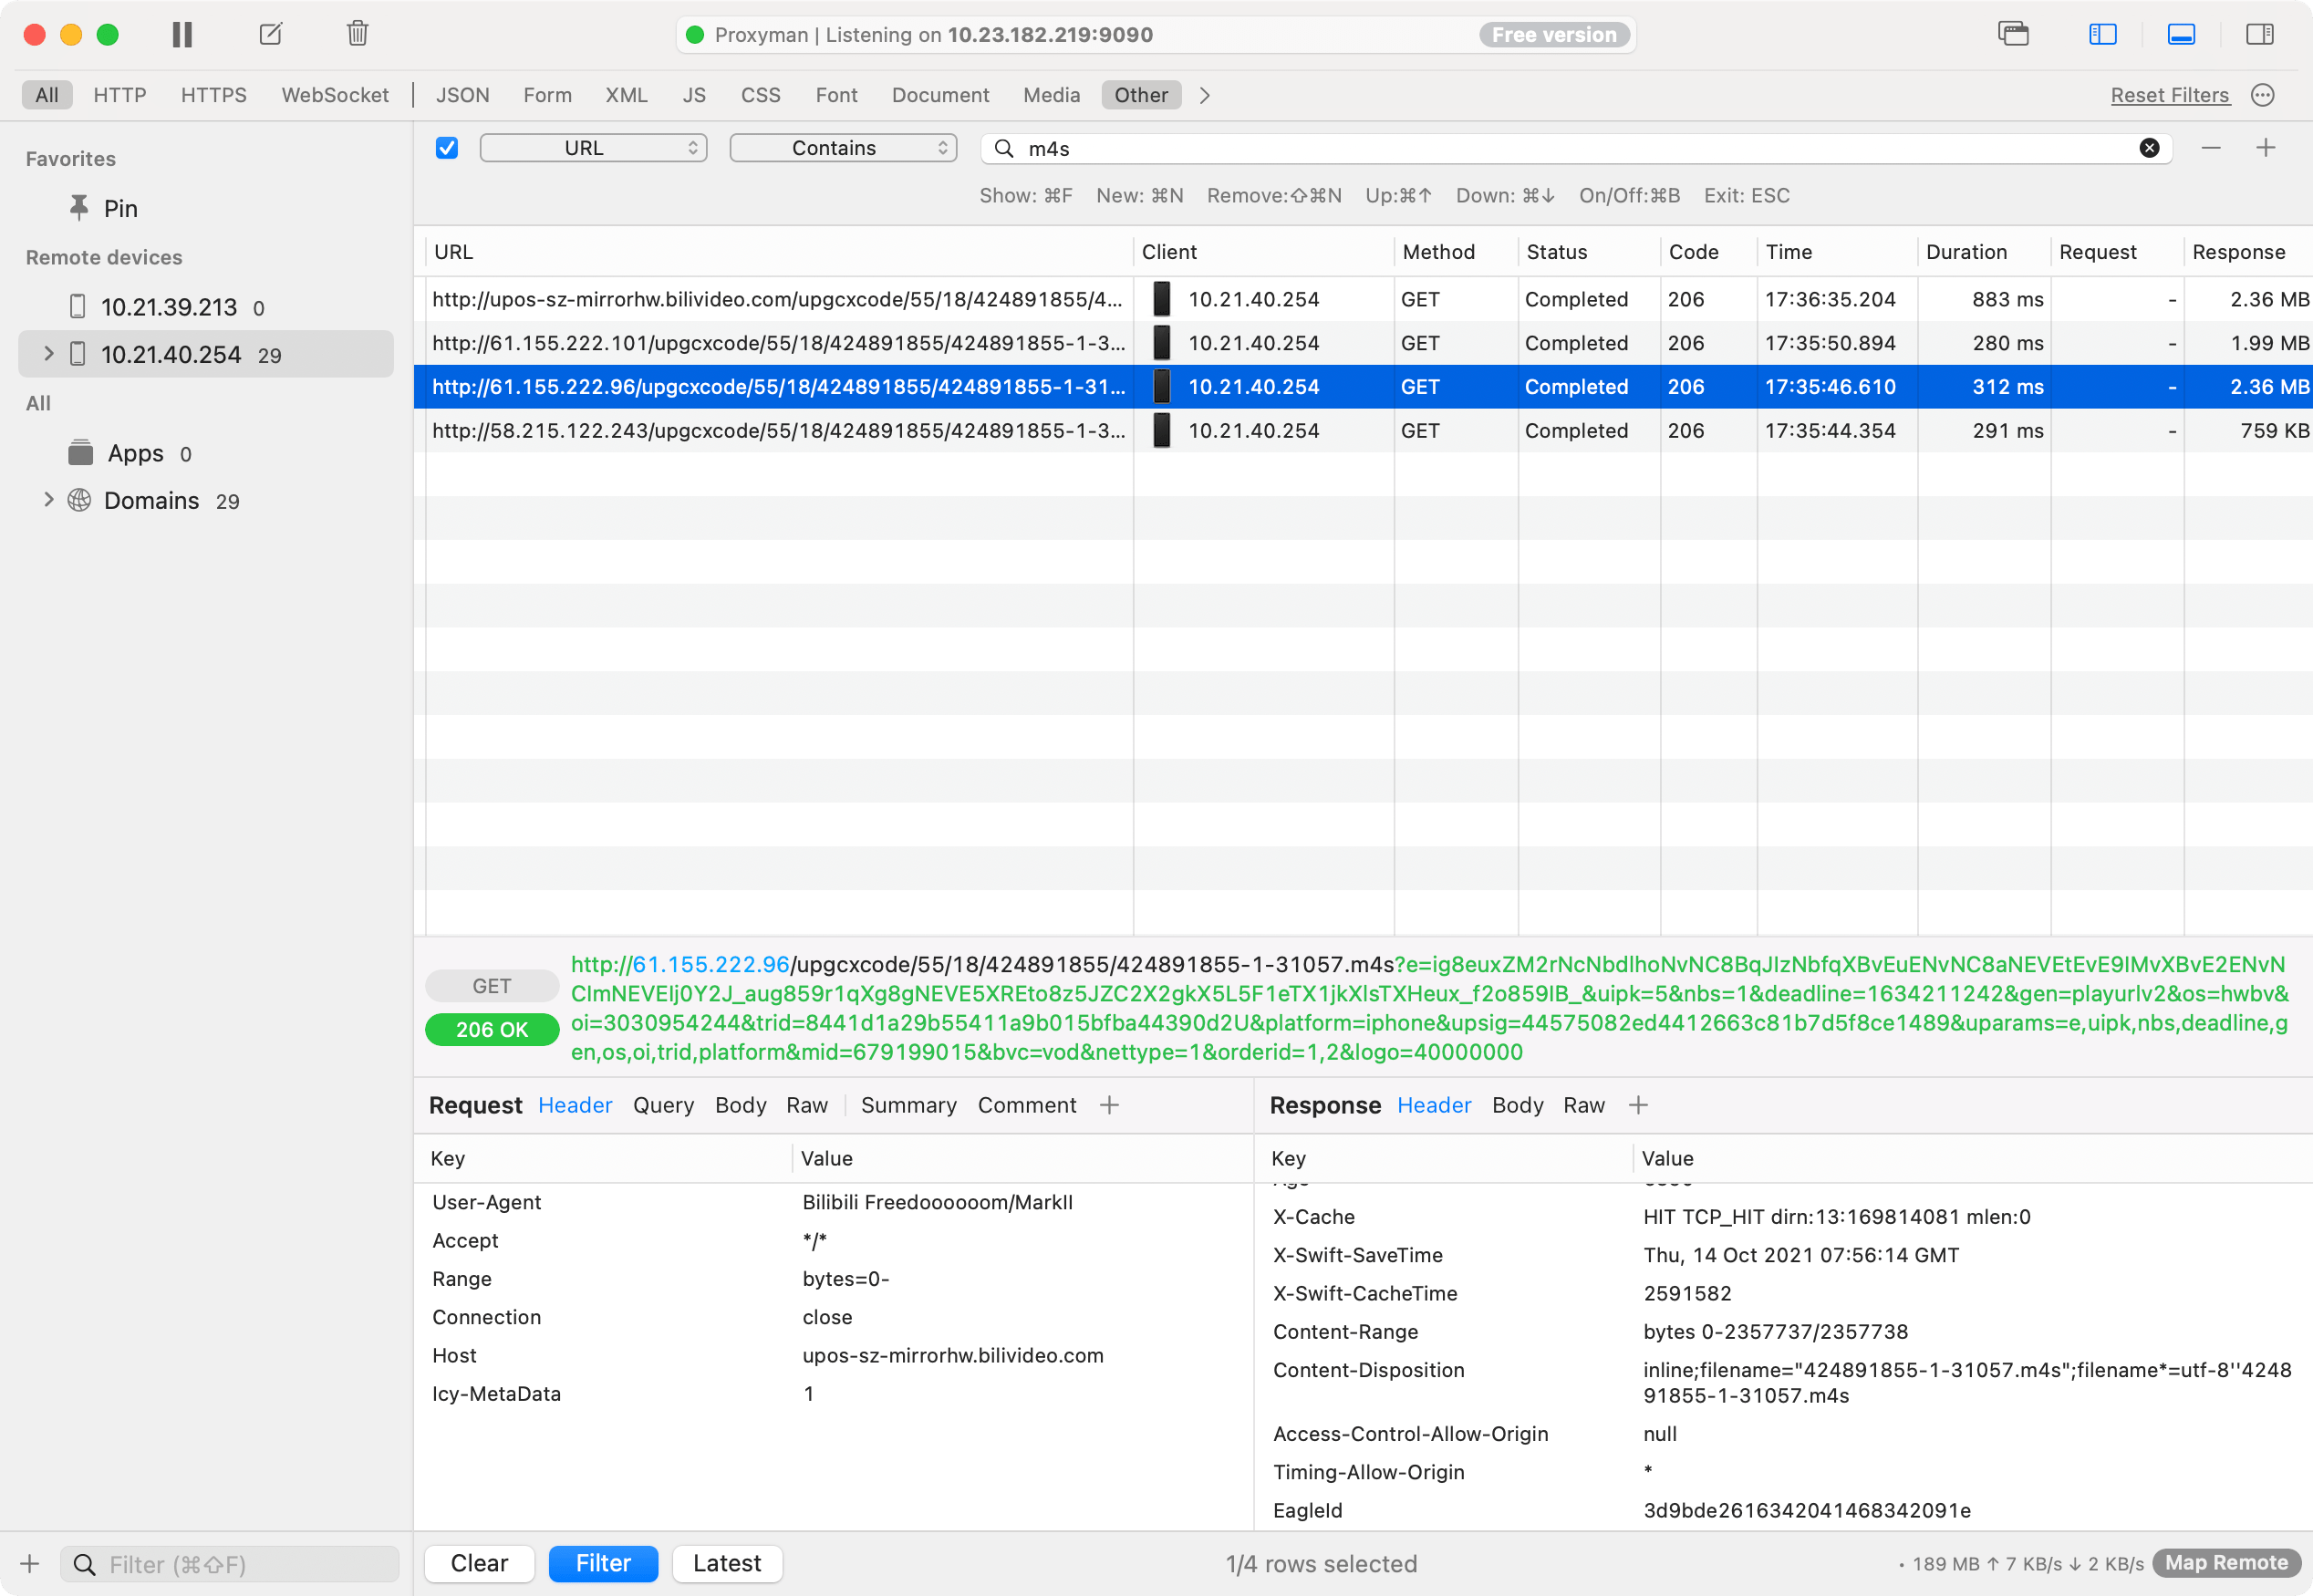 Proxyman | Listening on 10.23.182.219:9090
Free version
All HTTP HTTPS WebSocket JSON Form XML JS CSS Font Document Media Other
Reset Filters
Favorites
Pin
Remote devices
10.21.39.213 0
10.21.40.254 29
All
Apps 0
Domains 29
URL Contains m4s
Show: ⌘F New: ⌘N Remove:⇧⌘N Up:⌘↑ Down: ⌘↓ On/Off:⌘B Exit: ESC
URL Client Method Status Code Time Duration Request Response
http://upos-sz-mirrorhw.bilivideo.com/upgcxcode/55/18/424891855/4... 10.21.40.254 GET Completed 206 17:36:35.204 883 ms - 2.36 MB
http://61.155.222.101/upgcxcode/55/18/424891855/424891855-1-3... 10.21.40.254 GET Completed 206 17:35:50.894 280 ms - 1.99 MB
http://61.155.222.96/upgcxcode/55/18/424891855/424891855-1-31... 10.21.40.254 GET Completed 206 17:35:46.610 312 ms - 2.36 MB
http://58.215.122.243/upgcxcode/55/18/424891855/424891855-1-3... 10.21.40.254 GET Completed 206 17:35:44.354 291 ms - 759 KB
GET
206 OK
http://61.155.222.96/upgcxcode/55/18/424891855/424891855-1-31057.m4s?e=ig8euxZM2rNcNbdlhoNvNC8BqJIzNbfqXBvEuENvNC8aNEVEtEvE9IMvXBvE2ENvN
CImNEVEIj0Y2J_aug859r1qXg8gNEVE5XREto8z5JZC2X2gkX5L5F1eTX1jkXlsTXHeux_f2o859IB_&uipk=5&nbs=1&deadline=1634211242&gen=playurlv2&os=hwbv&
oi=3030954244&trid=8441d1a29b55411a9b015bfba44390d2U&platform=iphone&upsig=44575082ed4412663c81b7d5f8ce1489&uparams=e,uipk,nbs,deadline,g
en,os,oi,trid,platform&mid=679199015&bvc=vod&nettype=1&orderid=1,2&logo=40000000
Request Header Query Body Raw Summary Comment
Key Value
User-Agent Bilibili Freedoooooom/MarkII
Accept */*
Range bytes=0-
Connection close
Host upos-sz-mirrorhw.bilivideo.com
Icy-MetaData 1
Response Header Body Raw
Key Value
X-Cache HIT TCP_HIT dirn:13:169814081 mlen:0
X-Swift-SaveTime Thu, 14 Oct 2021 07:56:14 GMT
X-Swift-CacheTime 2591582
Content-Range bytes 0-2357737/2357738
Content-Disposition inline;filename="424891855-1-31057.m4s";filename*=utf-8''4248
91855-1-31057.m4s
Access-Control-Allow-Origin null
Timing-Allow-Origin *
EagleId 3d9bde2616342041468342091e
Filter (⌘⇧F)
Clear Filter Latest
1/4 rows selected
• 189 MB ↑ 7 KB/s ↓ 2 KB/s
Map Remote